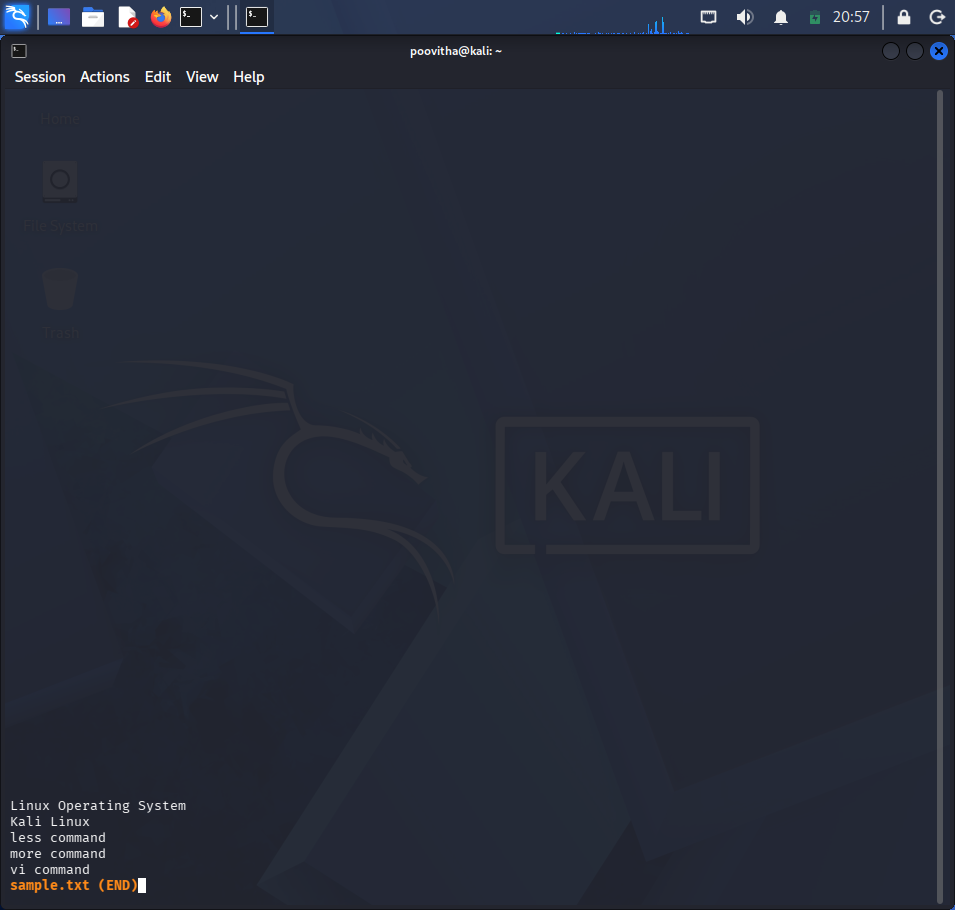 20:57
poovitha@kali: ~
Session Actions Edit View Help
Home
File System
Trash
KALI
Linux Operating System
Kali Linux
less command
more command
vi command
sample.txt (END)